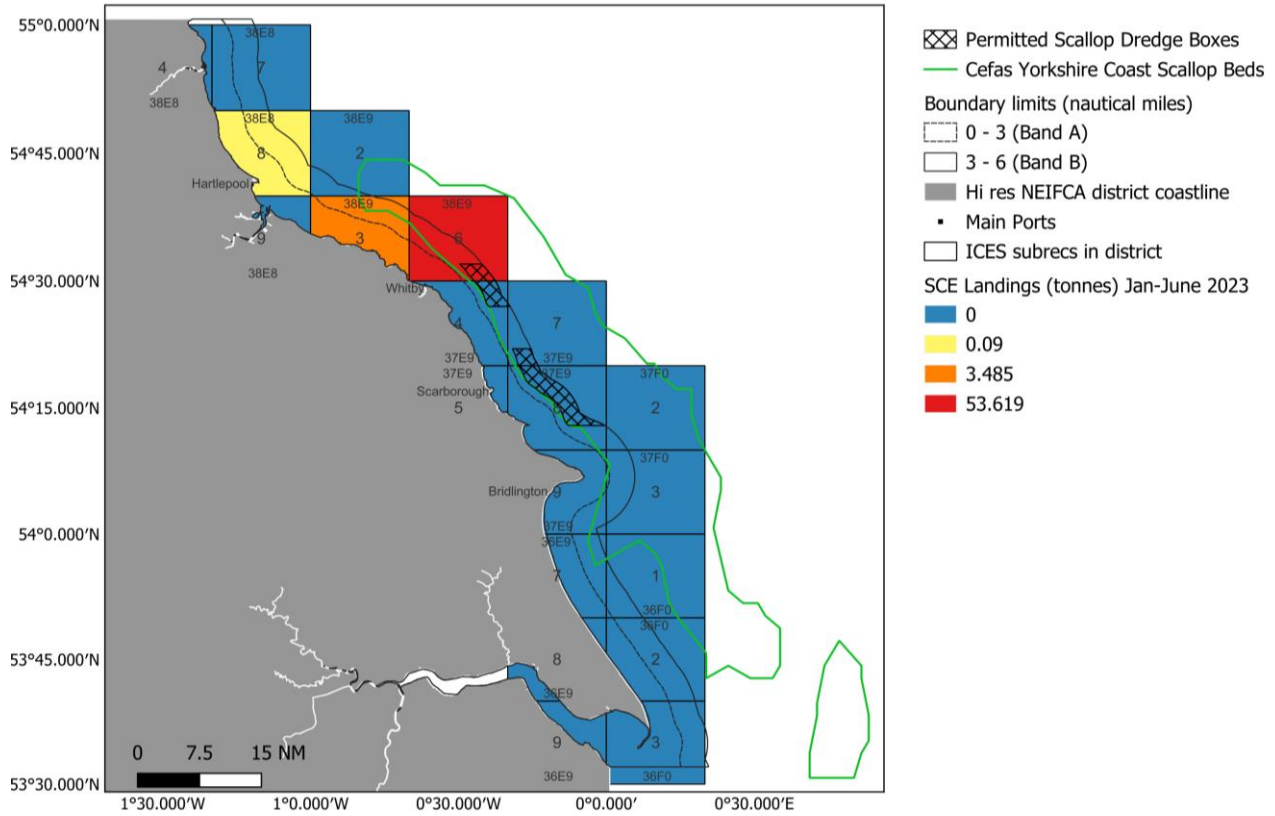 55°0.000′N
54°45.000′N
54°30.000′N
54°15.000′N
54°0.000′N
53°45.000′N
53°30.000′N
1°30.000′W
1°0.000′W
0°30.000′W
0°0.000′
0°30.000′E
38E8
4
7
38E8
38E8
38E9
8
2
Hartlepool
38E9
38E9
9
3
6
38E8
Whitby
4
7
37E9
37E9
37E9
37E9
37F0
Scarborough
5
8
2
37F0
Bridlington
9
3
37E9
36E9
7
1
36F0
36F0
8
2
36E9
9
3
36E9
36F0
0
7.5
15 NM
Permitted Scallop Dredge Boxes
Cefas Yorkshire Coast Scallop Beds
Boundary limits (nautical miles)
0 - 3 (Band A)
3 - 6 (Band B)
Hi res NEIFCA district coastline
Main Ports
ICES subrecs in district
SCE Landings (tonnes) Jan-June 2023
0
0.09
3.485
53.619